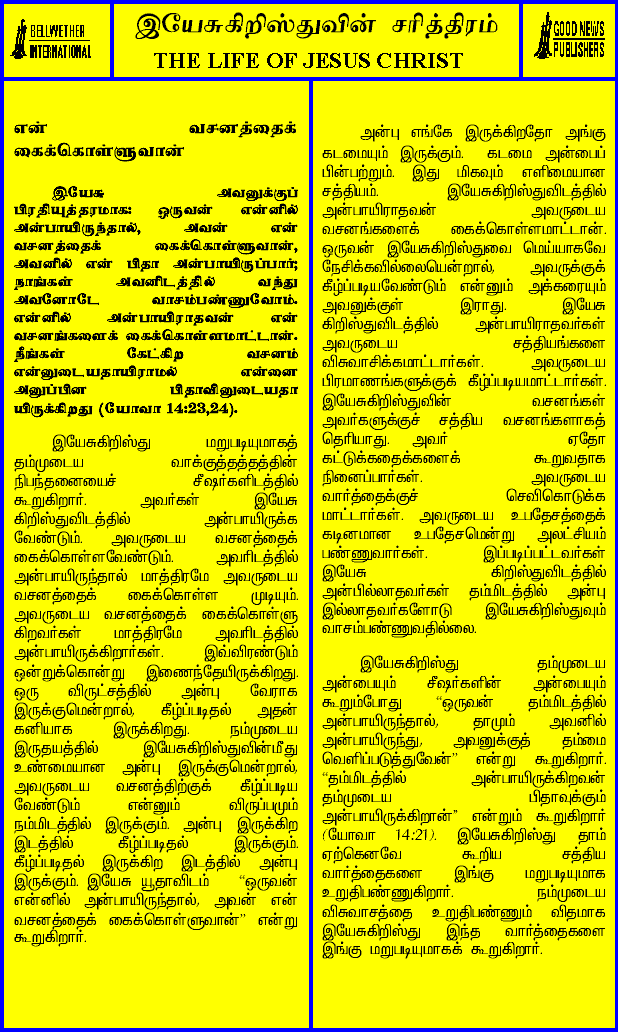 BELLWETHER
INTERNATIONAL
இயேசுகிறிஸ்துவின் சரித்திரம்
THE LIFE OF JESUS CHRIST
GOOD NEWS
PUBLISHERS
என் வசனத்தைக்
கைக்கொள்ளுவான்
இயேசு அவனுக்குப்
பிரதியுத்தரமாக: ஒருவன் என்னில்
அன்பாயிருந்தால், அவன் என்
வசனத்தைக் கைக்கொள்ளுவான்,
அவனில் என் பிதா அன்பாயிருப்பார்;
நாங்கள் அவனிடத்தில் வந்து
அவனோடே வாசம்பண்ணுவோம்.
என்னில் அன்பாயிராதவன் என்
வசனங்களைக் கைக்கொள்ளமாட்டான்.
நீங்கள் கேட்கிற வசனம்
என்னுடையதாயிராமல் என்னை
அனுப்பின பிதாவினுடையதா
யிருக்கிறது (யோவா 14:23,24).
இயேசுகிறிஸ்து மறுபடியுமாகத்
தம்முடைய வாக்குத்தத்தத்தின்
நிபந்தனையைச் சீஷர்களிடத்தில்
கூறுகிறார். அவர்கள் இயேசு
கிறிஸ்துவிடத்தில் அன்பாயிருக்க
வேண்டும். அவருடைய வசனத்தைக்
கைக்கொள்ளவேண்டும். அவரிடத்தில்
அன்பாயிருந்தால் மாத்திரமே அவருடைய
வசனத்தைக் கைக்கொள்ள முடியும்.
அவருடைய வசனத்தைக் கைக்கொள்ளு
கிறவர்கள் மாத்திரமே அவரிடத்தில்
அன்பாயிருக்கிறார்கள். இவ்விரண்டும்
ஒன்றுக்கொன்று இணைந்தேயிருக்கிறது.
ஒரு விருட்சத்தில் அன்பு வேராக
இருக்குமென்றால், கீழ்ப்படிதல் அதன்
கனியாக இருக்கிறது. நம்முடைய
இருதயத்தில் இயேசுகிறிஸ்துவின்மீது
உண்மையான அன்பு இருக்குமென்றால்,
அவருடைய வசனத்திற்குக் கீழ்ப்படிய
வேண்டும் என்னும் விருப்பமும்
நம்மிடத்தில் இருக்கும். அன்பு இருக்கிற
இடத்தில் கீழ்ப்படிதல் இருக்கும்.
கீழ்ப்படிதல் இருக்கிற இடத்தில் அன்பு
இருக்கும். இயேசு யூதாவிடம் “ஒருவன்
என்னில் அன்பாயிருந்தால், அவன் என்
வசனத்தைக் கைக்கொள்ளுவான்” என்று
கூறுகிறார்.
அன்பு எங்கே இருக்கிறதோ அங்கு
கடமையும் இருக்கும். கடமை அன்பைப்
பின்பற்றும். இது மிகவும் எளிமையான
சத்தியம். இயேசுகிறிஸ்துவிடத்தில்
அன்பாயிராதவன் அவருடைய
வசனங்களைக் கைக்கொள்ளமாட்டான்.
ஒருவன் இயேசுகிறிஸ்துவை மெய்யாகவே
நேசிக்கவில்லையென்றால், அவருக்குக்
கீழ்ப்படியவேண்டும் என்னும் அக்கரையும்
அவனுக்குள் இராது. இயேசு
கிறிஸ்துவிடத்தில் அன்பாயிராதவர்கள்
அவருடைய சத்தியங்களை
விசுவாசிக்கமாட்டார்கள். அவருடைய
பிரமாணங்களுக்குக் கீழ்ப்படியமாட்டார்கள்.
இயேசுகிறிஸ்துவின் வசனங்கள்
அவர்களுக்குச் சத்திய வசனங்களாகத்
தெரியாது. அவர் ஏதோ
கட்டுக்கதைக்களைக் கூறுவதாக
நினைப்பார்கள். அவருடைய
வார்த்தைக்குச் செவிகொடுக்க
மாட்டார்கள். அவருடைய உபதேசத்தைக்
கடினமான உபதேசமென்று அலட்சியம்
பண்ணுவார்கள். இப்படிப்பட்டவர்கள்
இயேசு கிறிஸ்துவிடத்தில்
அன்பில்லாதவர்கள் தம்மிடத்தில் அன்பு
இல்லாதவர்களோடு இயேசுகிறிஸ்துவும்
வாசம்பண்ணுவதில்லை.
இயேசுகிறிஸ்து தம்முடைய
அன்பையும் சீஷர்களின் அன்பையும்
கூறும்போது “ஒருவன் தம்மிடத்தில்
அன்பாயிருந்தால், தாமும் அவனில்
அன்பாயிருந்து, அவனுக்குத் தம்மை
வெளிப்படுத்துவேன்” என்று கூறுகிறார்.
“தம்மிடத்தில் அன்பாயிருக்கிறவன்
தம்முடைய பிதாவுக்கும்
அன்பாயிருக்கிறான்” என்றும் கூறுகிறார்
(யோவா 14:21). இயேசுகிறிஸ்து தாம்
ஏற்கெனவே கூறிய சத்திய
வார்த்தைகளை இங்கு மறுபடியுமாக
உறுதிபண்ணுகிறார். நம்முடைய
விசுவாசத்தை உறுதிபண்ணும் விதமாக
இயேசுகிறிஸ்து இந்த வார்த்தைகளை
இங்கு மறுபடியுமாகக் கூறுகிறார்.